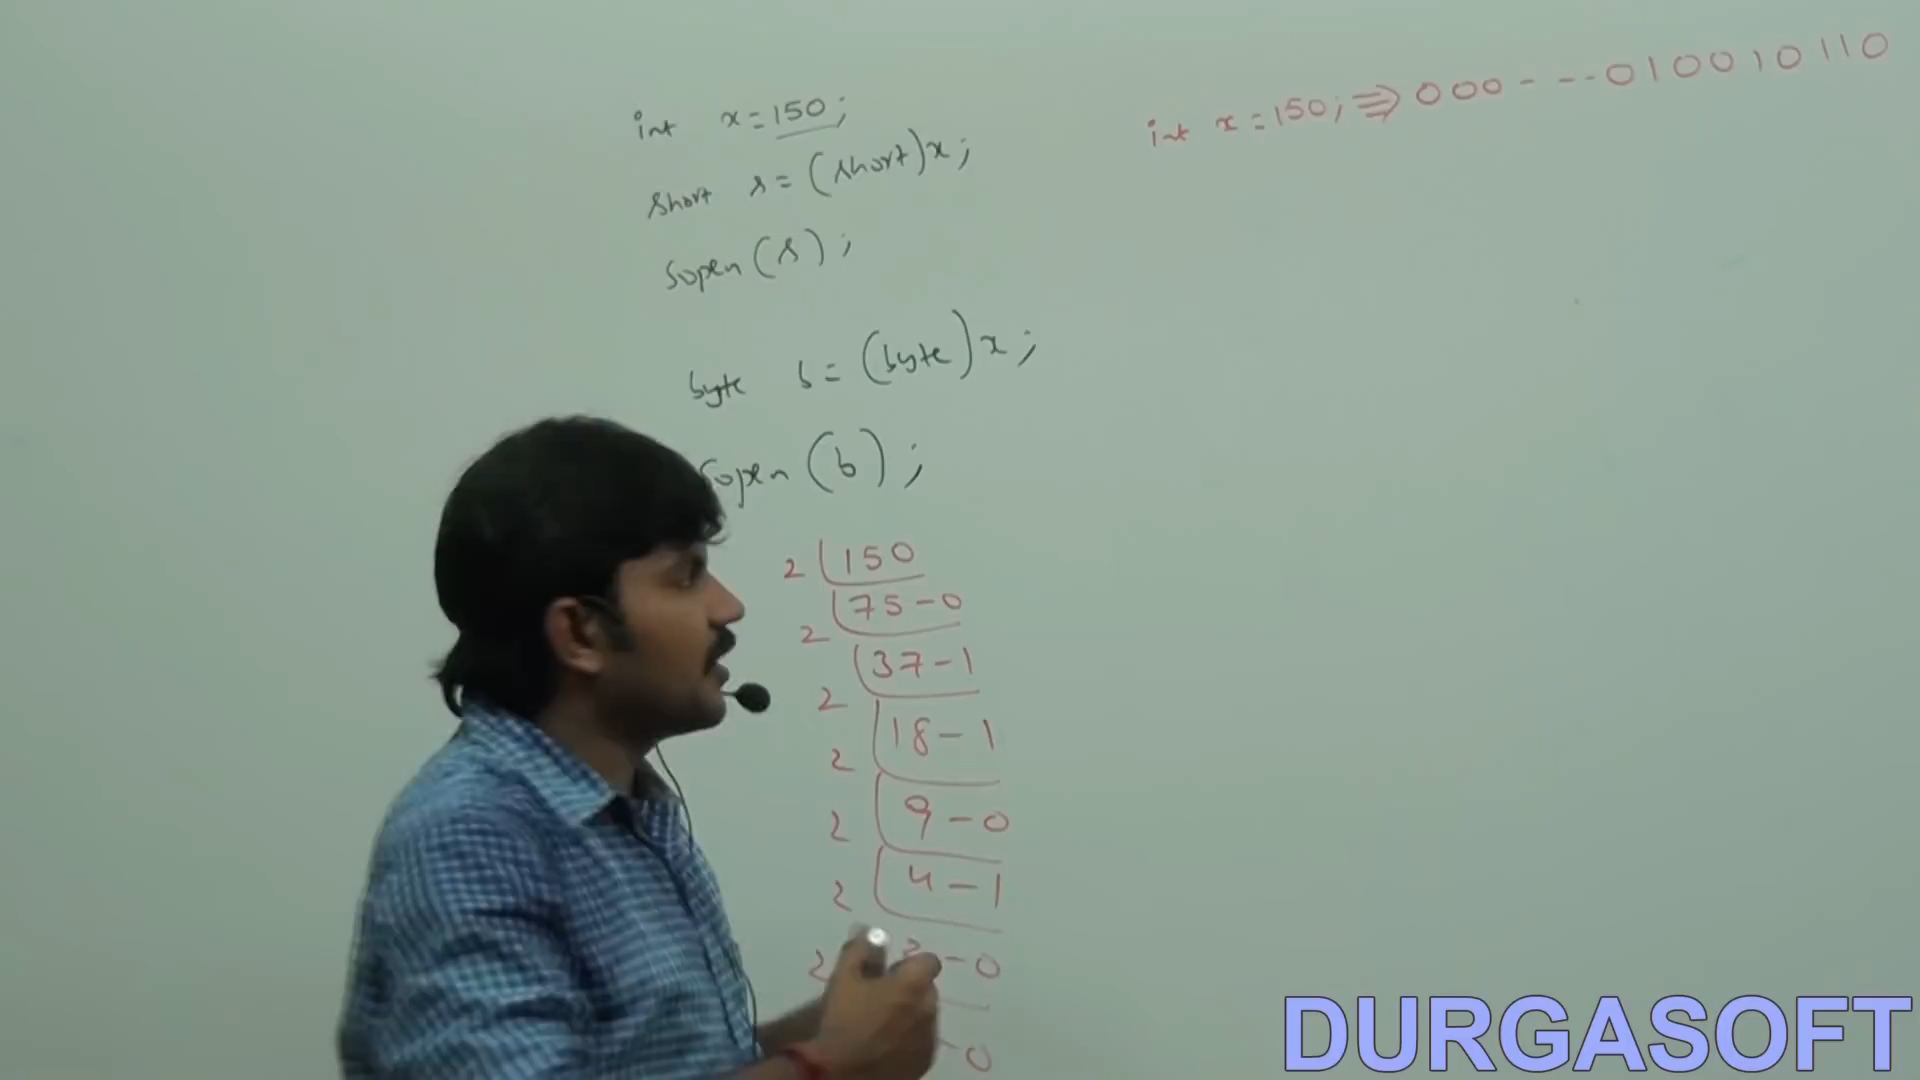 int x = 150;
short s = (short)x;
sopen(s);
byte b = (byte)x;
sopen(b);
2 150
2 75 - 0
2 37 - 1
2 18 - 1
2 9 - 0
2 4 - 1
2 2 - 0
- 0
int x = 150; ⇒ 000 - - - 010010110
DURGASOFT